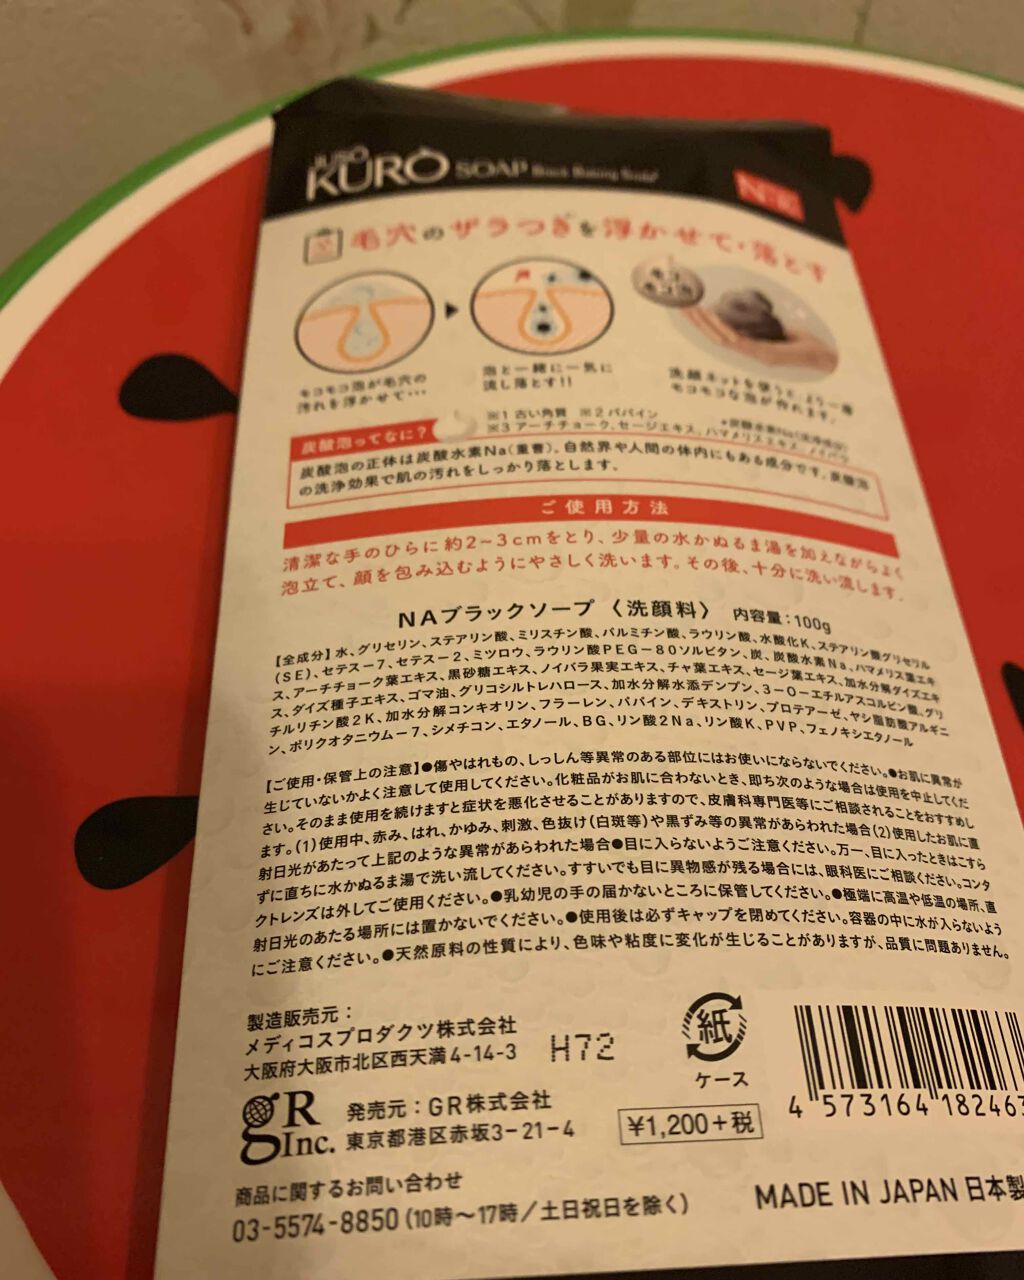 JUSO
KURO SOAP
毛穴のザラつきを浮かせて・落とす
モコモコ泡が毛穴の
汚れを浮かせて・・・
泡と一緒に一気に
流し落とす!!
洗顔ネットを使うと、より一層
モコモコな泡が作れます。
※1 古い角質 ※2 パパイン
※3 アーチチョーク、セージエキス、ハマメリスエキス、ノイバラ
*炭酸水素Na(洗浄成分)
炭酸泡ってなに?
炭酸泡の正体は炭酸水素Na(重曹)。自然界や人間の体内にもある成分です。炭酸泡
の洗浄効果で肌の汚れをしっかり落とします。
ご使用方法
清潔な手のひらに約2~3cmをとり、少量の水かぬるま湯を加えながらよく
泡立て、顔を包み込むようにやさしく洗います。その後、十分に洗い流します。
NAブラックソープ〈洗顔料〉 内容量:100g
【全成分】水、グリセリン、ステアリン酸、ミリスチン酸、パルミチン酸、ラウリン酸、水酸化K、ステアリン酸グリセリル
(SE)、セテス-7、セテス-2、ミツロウ、ラウリン酸PEG-80ソルビタン、炭、炭酸水素Na、ハマメリス葉エキ
ス、アーチチョーク葉エキス、黒砂糖エキス、ノイバラ果実エキス、チャ葉エキス、セージ葉エキス、加水分解ダイズエキ
ス、ダイズ種子エキス、ゴマ油、グリコシルトレハロース、加水分解水添デンプン、3-O-エチルアスコルビン酸、グリ
チルリチン酸2K、加水分解コンキオリン、フラーレン、パパイン、デキストリン、プロテアーゼ、ヤシ脂肪酸アルギニ
ン、ポリクオタニウム-7、シメチコン、エタノール、BG、リン酸2Na、リン酸K、PVP、フェノキシエタノール
【ご使用・保管上の注意】●傷やはれもの、しっしん等異常のある部位にはお使いにならないでください。●お肌に異常が
生じていないかよく注意して使用してください。化粧品がお肌に合わないとき、即ち次のような場合は使用を中止してくだ
さい。そのまま使用を続けますと症状を悪化させることがありますので、皮膚科専門医等にご相談されることをおすすめし
ます。(1)使用中、赤み、はれ、かゆみ、刺激、色抜け(白斑等)や黒ずみ等の異常があらわれた場合(2)使用したお肌に直
射日光があたって上記のような異常があらわれた場合●目に入らないようご注意ください。万一、目に入ったときはこすら
ずに直ちに水かぬるま湯で洗い流してください。すすいでも目に異物感が残る場合には、眼科医にご相談ください。コンタ
クトレンズは外してご使用ください。●乳幼児の手の届かないところに保管してください。●極端に高温や低温の場所、直
射日光のあたる場所には置かないでください。●使用後は必ずキャップを閉めてください。容器の中に水が入らないよう
にご注意ください。●天然原料の性質により、色味や粘度に変化が生じることがありますが、品質に問題ありません。
製造販売元:
メディコスプロダクツ株式会社
大阪府大阪市北区西天満4-14-3
H72
紙
ケース
gR Inc.
発売元:GR株式会社
東京都港区赤坂3-21-4
¥1,200+税
4 573164 182463
商品に関するお問い合わせ
03-5574-8850(10時~17時/土日祝日を除く)
MADE IN JAPAN 日本製